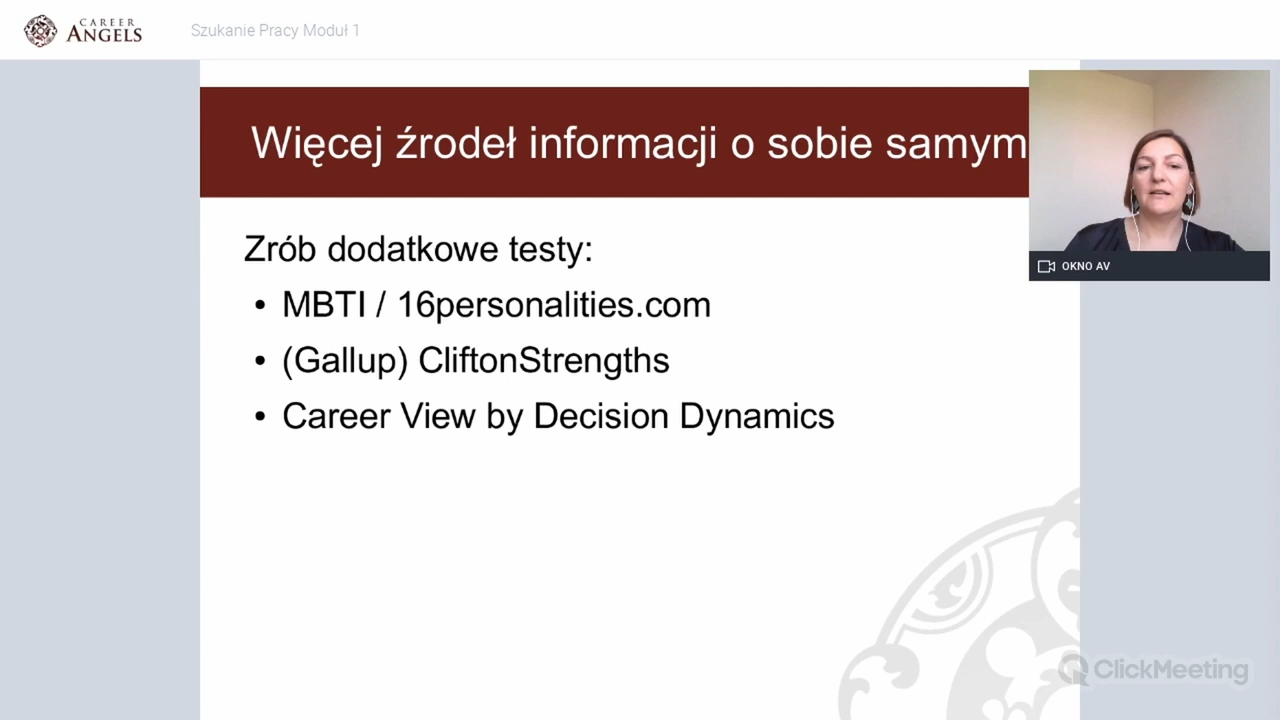 CAREER
ANGELS
Szukanie Pracy Moduł 1
Więcej źrodeł informacji o sobie samym
OKNO AV
Zrób dodatkowe testy:
• MBTI / 16personalities.com
• (Gallup) CliftonStrengths
• Career View by Decision Dynamics
ClickMeeting